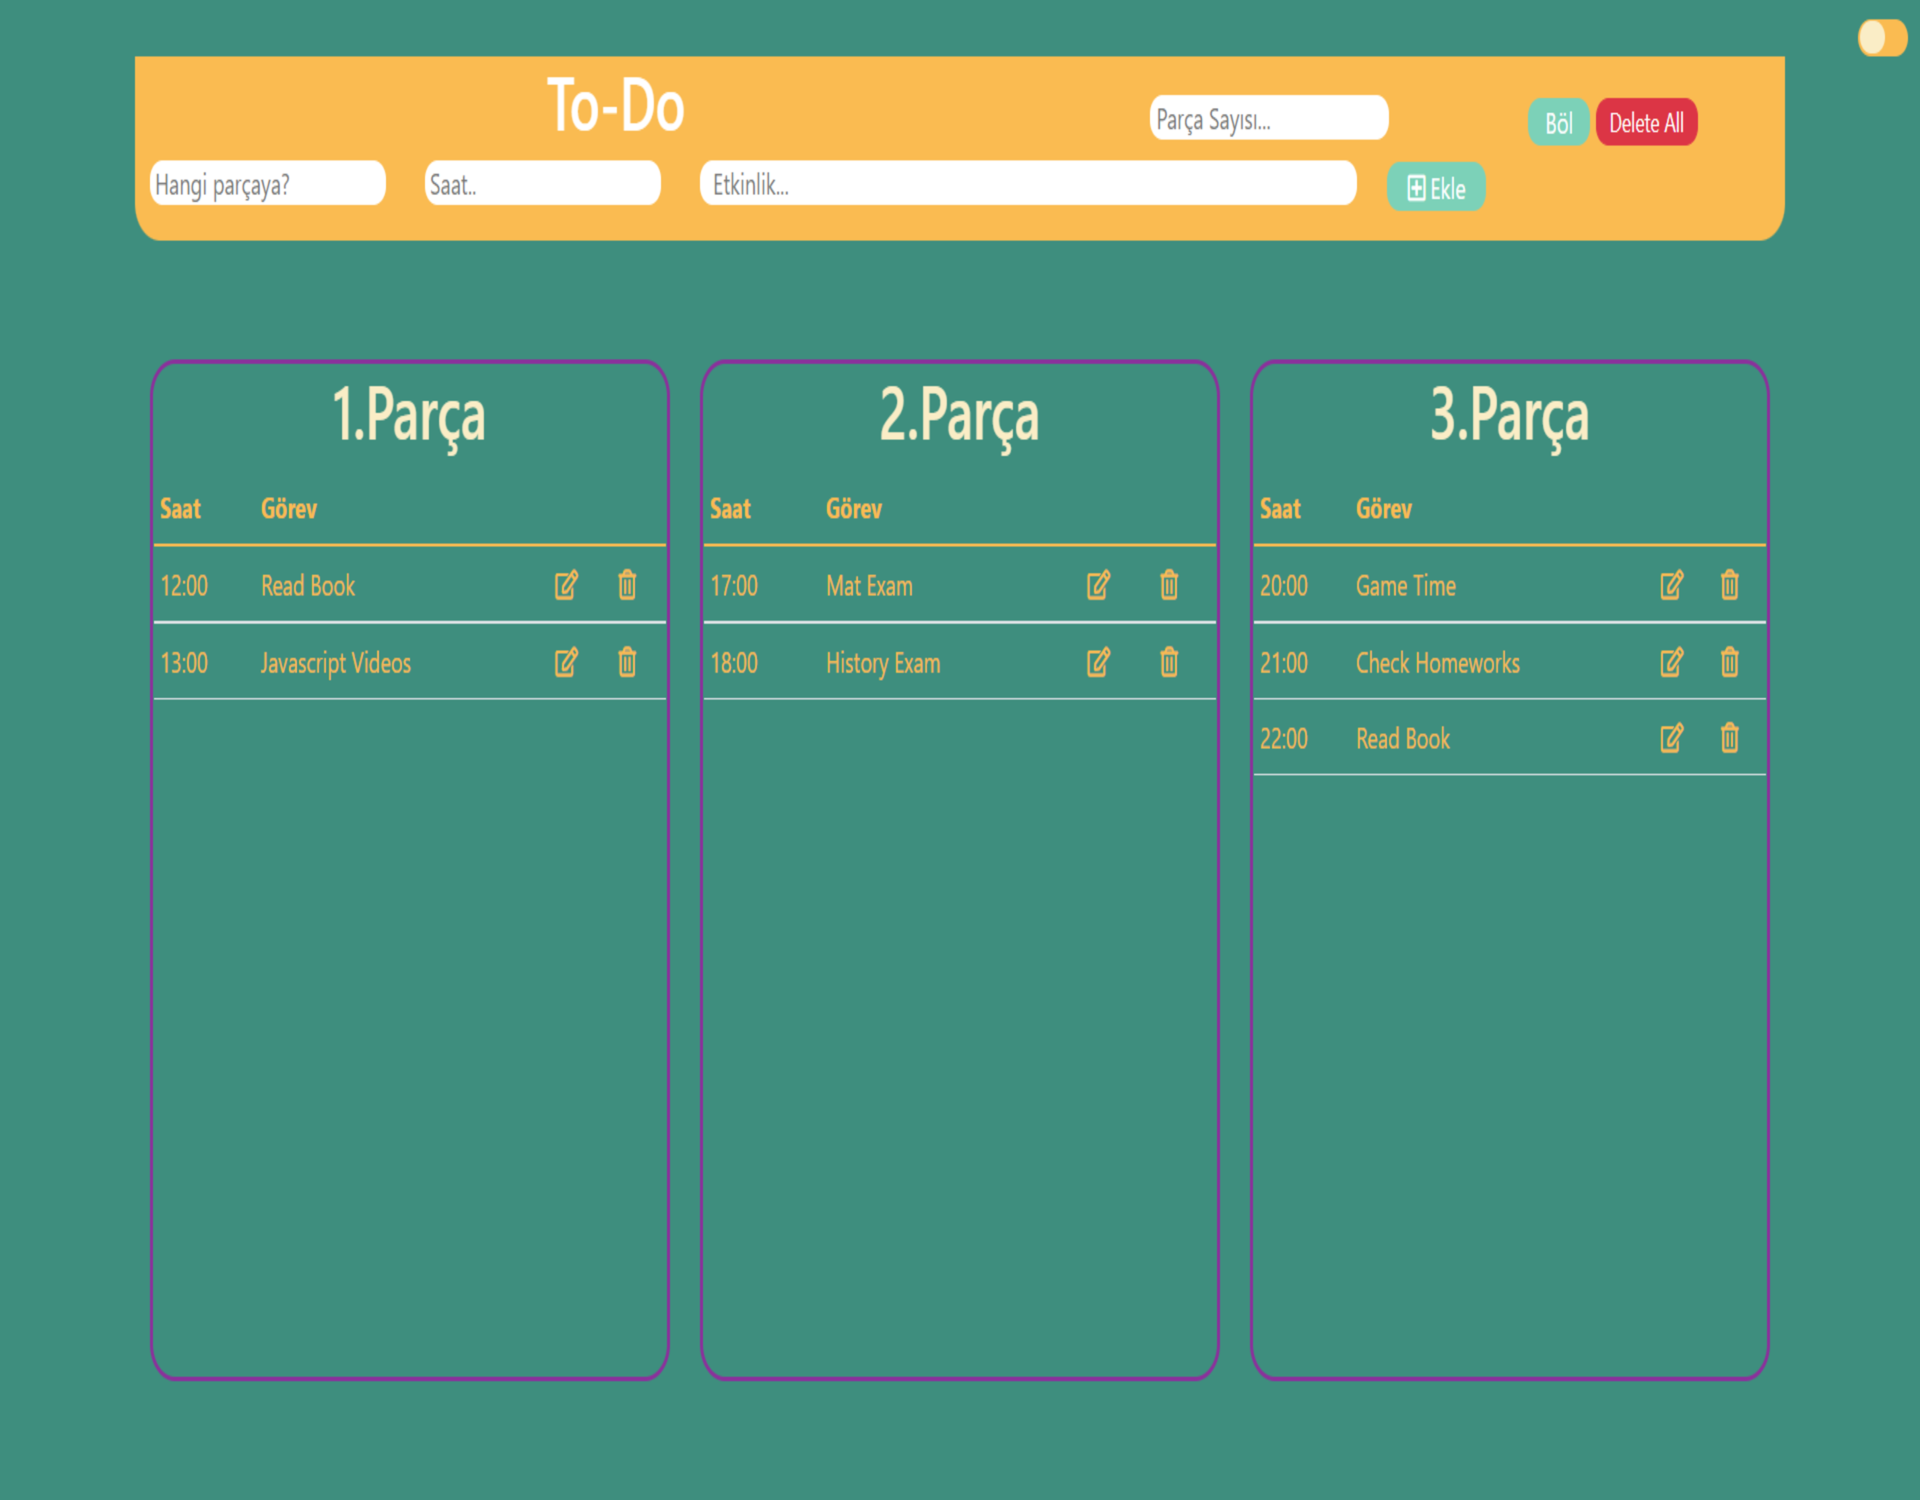 To-Do
Parça Sayısı...
Böl
Delete All
Hangi parçaya?
Saat..
Etkinlik...
Ekle
1.Parça
Saat Görev
12:00 Read Book
13:00 Javascript Videos
2.Parça
Saat Görev
17:00 Mat Exam
18:00 History Exam
3.Parça
Saat Görev
20:00 Game Time
21:00 Check Homeworks
22:00 Read Book